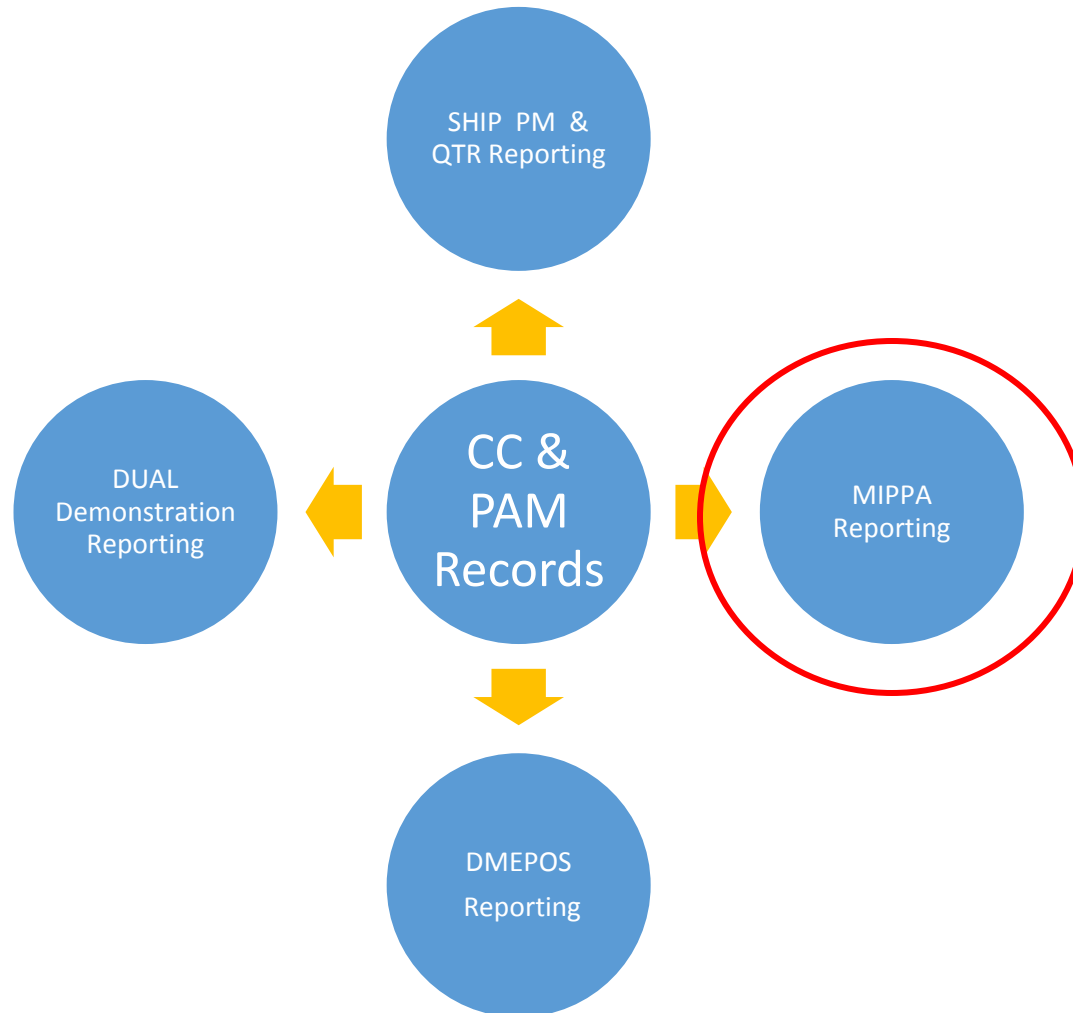 SHIP PM &
QTR Reporting
DUAL
Demonstration
Reporting
CC &
PAM
Records
MIPPA
Reporting
DMEPOS
Reporting